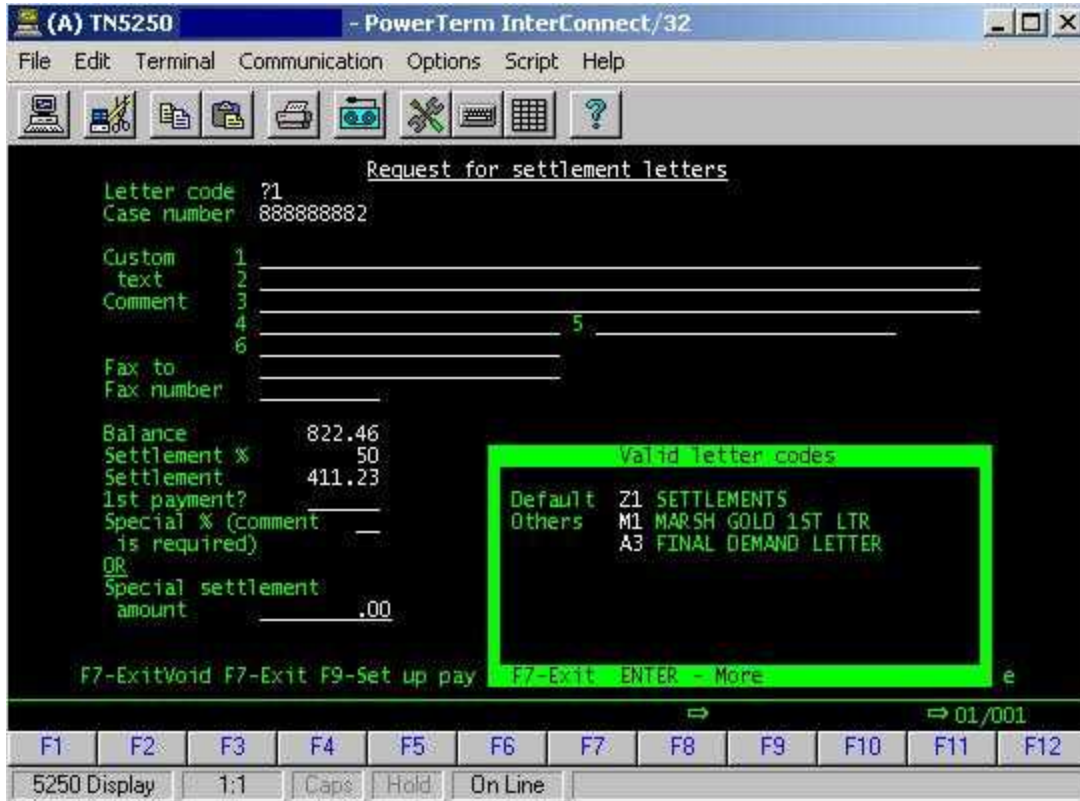 (A) TN5250 - PowerTerm InterConnect/32
File Edit Terminal Communication Options Script Help
Request for settlement letters
Letter code ?1
Case number 888888882
Custom 1
text 2
Comment 3
4 5
6
Fax to
Fax number
Balance 822.46
Settlement % 50
Settlement 411.23
1st payment?
Special % (comment
is required)
OR
Special settlement
amount .00
Valid letter codes
Default Z1 SETTLEMENTS
Others M1 MARSH GOLD 1ST LTR
A3 FINAL DEMAND LETTER
F7-Exit ENTER - More
F7-ExitVoid F7-Exit F9-Set up pay e
01/001
F1 F2 F3 F4 F5 F6 F7 F8 F9 F10 F11 F12
5250 Display 1:1 Caps Hold On Line